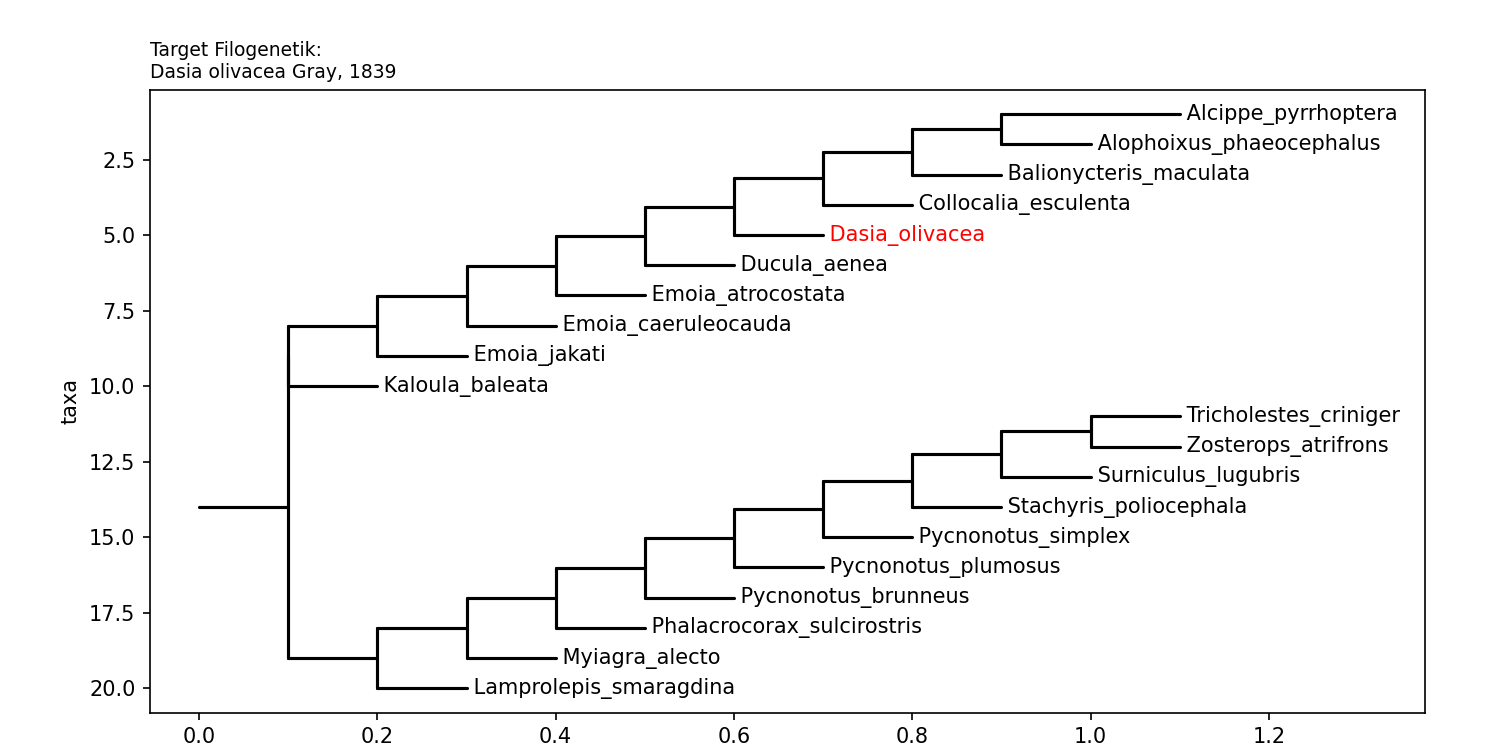 Target Filogenetik:
Dasia olivacea Gray, 1839
Alcippe_pyrrhoptera
Alophoixus_phaeocephalus
2.5
Balionycteris_maculata
Collocalia_esculenta
5.0
Dasia_olivacea
Ducula_aenea
Emoia_atrocostata
7.5
Emoia_caeruleocauda
Emoia_jakati
taxa
10.0
Kaloula_baleata
Tricholestes_criniger
Zosterops_atrifrons
12.5
Surniculus_lugubris
Stachyris_poliocephala
15.0
Pycnonotus_simplex
Pycnonotus_plumosus
17.5
Pycnonotus_brunneus
Phalacrocorax_sulcirostris
Myiagra_alecto
20.0
Lamprolepis_smaragdina
0.0 0.2 0.4 0.6 0.8 1.0 1.2